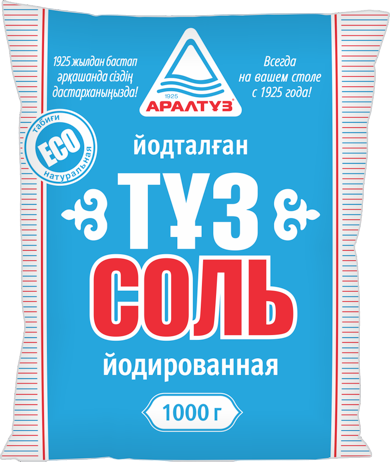 1925 жылдан бастап
әрқашанда сіздің
дастарханыңызда!
1925
АРАЛТҰЗ
®
Всегда
на вашем столе
с 1925 года!
табиғи
ECO
натуральная
йодталған
ТҰЗ
СОЛЬ
йодированная
1000 г